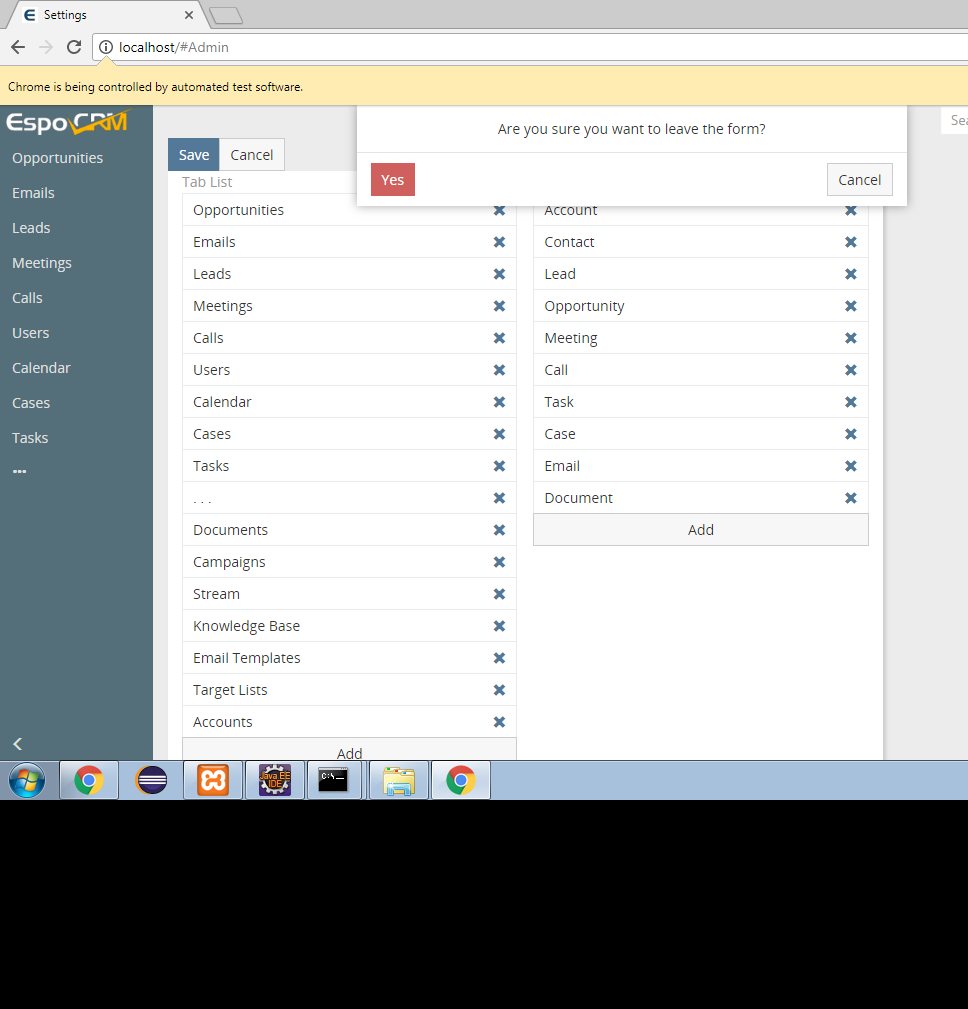 Settings
localhost/#Admin
Chrome is being controlled by automated test software.
EspoCRM
Opportunities
Emails
Leads
Meetings
Calls
Users
Calendar
Cases
Tasks
...
Are you sure you want to leave the form?
Yes
Cancel
Save
Cancel
Tab List
Opportunities
Emails
Leads
Meetings
Calls
Users
Calendar
Cases
Tasks
. . .
Documents
Campaigns
Stream
Knowledge Base
Email Templates
Target Lists
Accounts
Add
Account
Contact
Lead
Opportunity
Meeting
Call
Task
Case
Email
Document
Add
Java EE
IDE
C:\_